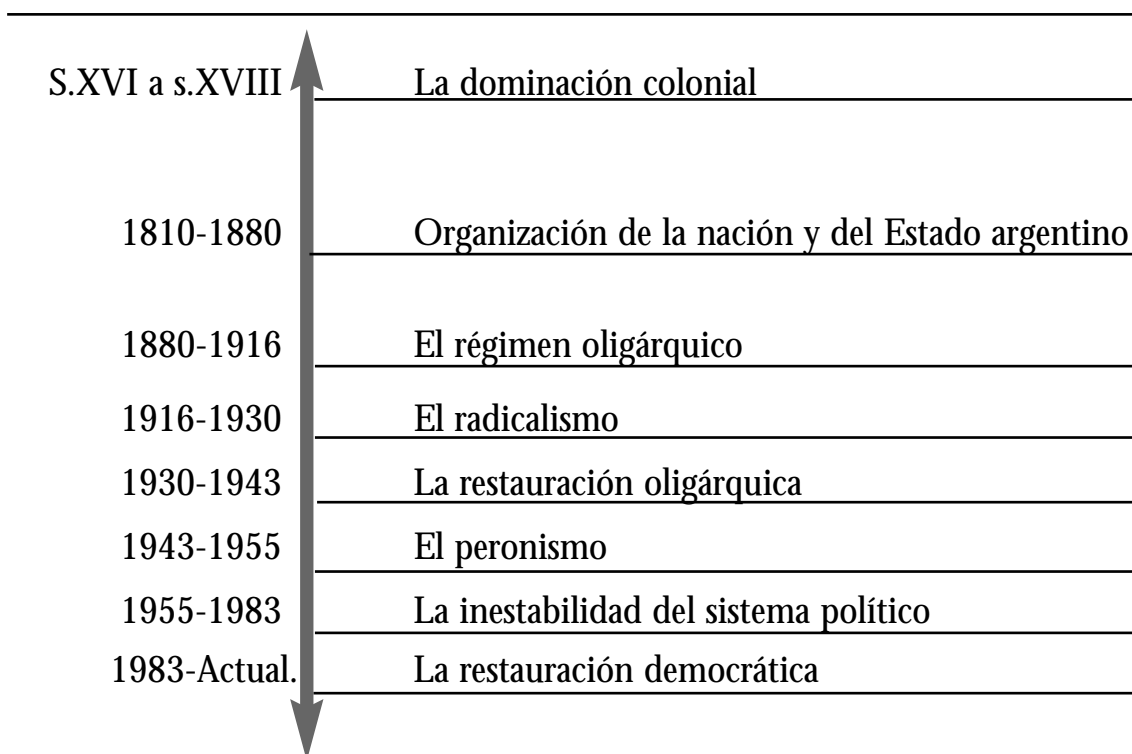 S.XVI a s.XVIII La dominación colonial
1810-1880 Organización de la nación y del Estado argentino
1880-1916 El régimen oligárquico
1916-1930 El radicalismo
1930-1943 La restauración oligárquica
1943-1955 El peronismo
1955-1983 La inestabilidad del sistema político
1983-Actual. La restauración democrática